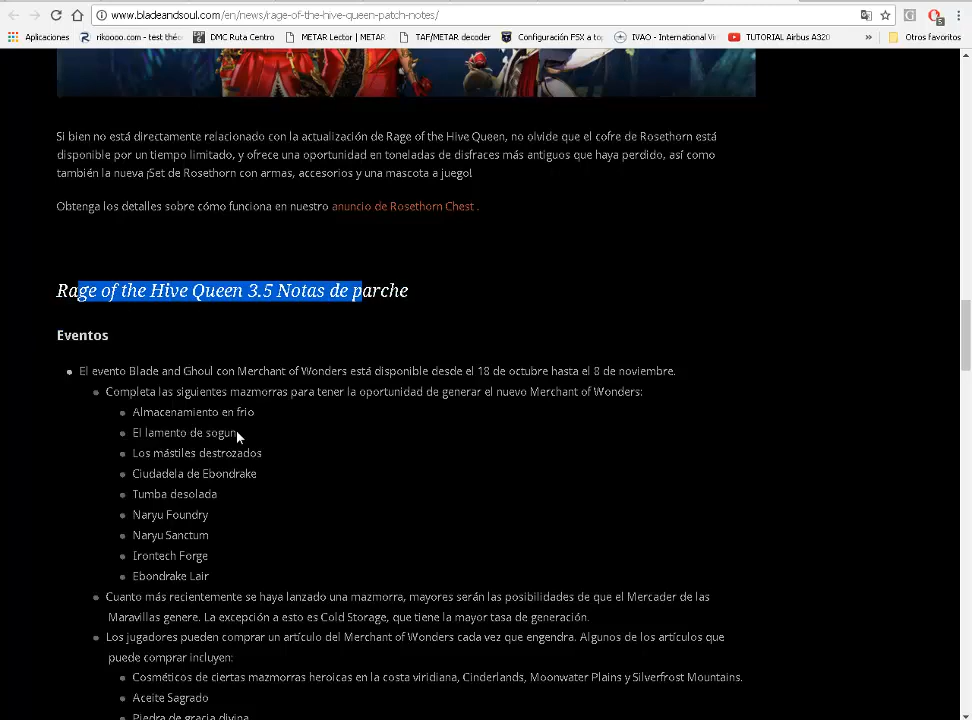 www.bladeandsoul.com/en/news/rage-of-the-hive-queen-patch-notes/
Aplicaciones rikoooo.com - test théo DMC Ruta Centro METAR Lector | METAR TAF/METAR decoder Configuración FSX a top IVAO - International Vir TUTORIAL Airbus A320 » Otros favoritos
Si bien no está directamente relacionado con la actualización de Rage of the Hive Queen, no olvide que el cofre de Rosethorn está
disponible por un tiempo limitado, y ofrece una oportunidad en toneladas de disfraces más antiguos que haya perdido, así como
también la nueva ¡Set de Rosethorn con armas, accesorios y una mascota a juego!
Obtenga los detalles sobre cómo funciona en nuestro anuncio de Rosethorn Chest .
Rage of the Hive Queen 3.5 Notas de parche
Eventos
El evento Blade and Ghoul con Merchant of Wonders está disponible desde el 18 de octubre hasta el 8 de noviembre.
Completa las siguientes mazmorras para tener la oportunidad de generar el nuevo Merchant of Wonders:
Almacenamiento en frio
El lamento de sogun
Los mástiles destrozados
Ciudadela de Ebondrake
Tumba desolada
Naryu Foundry
Naryu Sanctum
Irontech Forge
Ebondrake Lair
Cuanto más recientemente se haya lanzado una mazmorra, mayores serán las posibilidades de que el Mercader de las
Maravillas genere. La excepción a esto es Cold Storage, que tiene la mayor tasa de generación.
Los jugadores pueden comprar un artículo del Merchant of Wonders cada vez que engendra. Algunos de los artículos que
puede comprar incluyen:
Cosméticos de ciertas mazmorras heroicas en la costa viridiana, Cinderlands, Moonwater Plains y Silverfrost Mountains.
Aceite Sagrado
Piedra de gracia divina